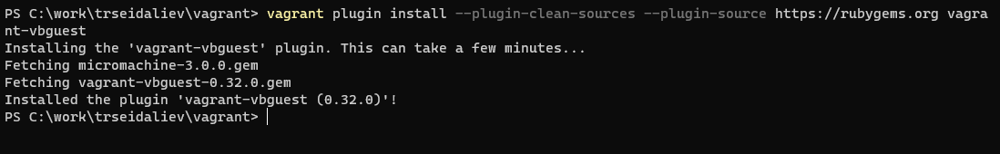 PS C:\work\trseidaliev\vagrant> vagrant plugin install --plugin-clean-sources --plugin-source https://rubygems.org vagra
nt-vbguest
Installing the 'vagrant-vbguest' plugin. This can take a few minutes...
Fetching micromachine-3.0.0.gem
Fetching vagrant-vbguest-0.32.0.gem
Installed the plugin 'vagrant-vbguest (0.32.0)'!
PS C:\work\trseidaliev\vagrant>